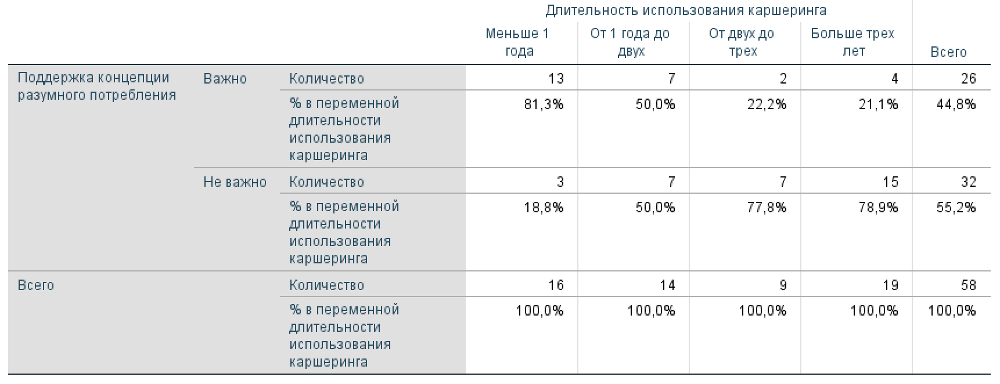 Длительность использования каршеринга
Меньше 1 года
От 1 года до двух
От двух до трех
Больше трех лет
Всего
Поддержка концепции разумного потребления
Важно
Количество
13
7
2
4
26
% в переменной длительности использования каршеринга
81,3%
50,0%
22,2%
21,1%
44,8%
Не важно
Количество
3
7
7
15
32
% в переменной длительности использования каршеринга
18,8%
50,0%
77,8%
78,9%
55,2%
Всего
Количество
16
14
9
19
58
% в переменной длительности использования каршеринга
100,0%
100,0%
100,0%
100,0%
100,0%